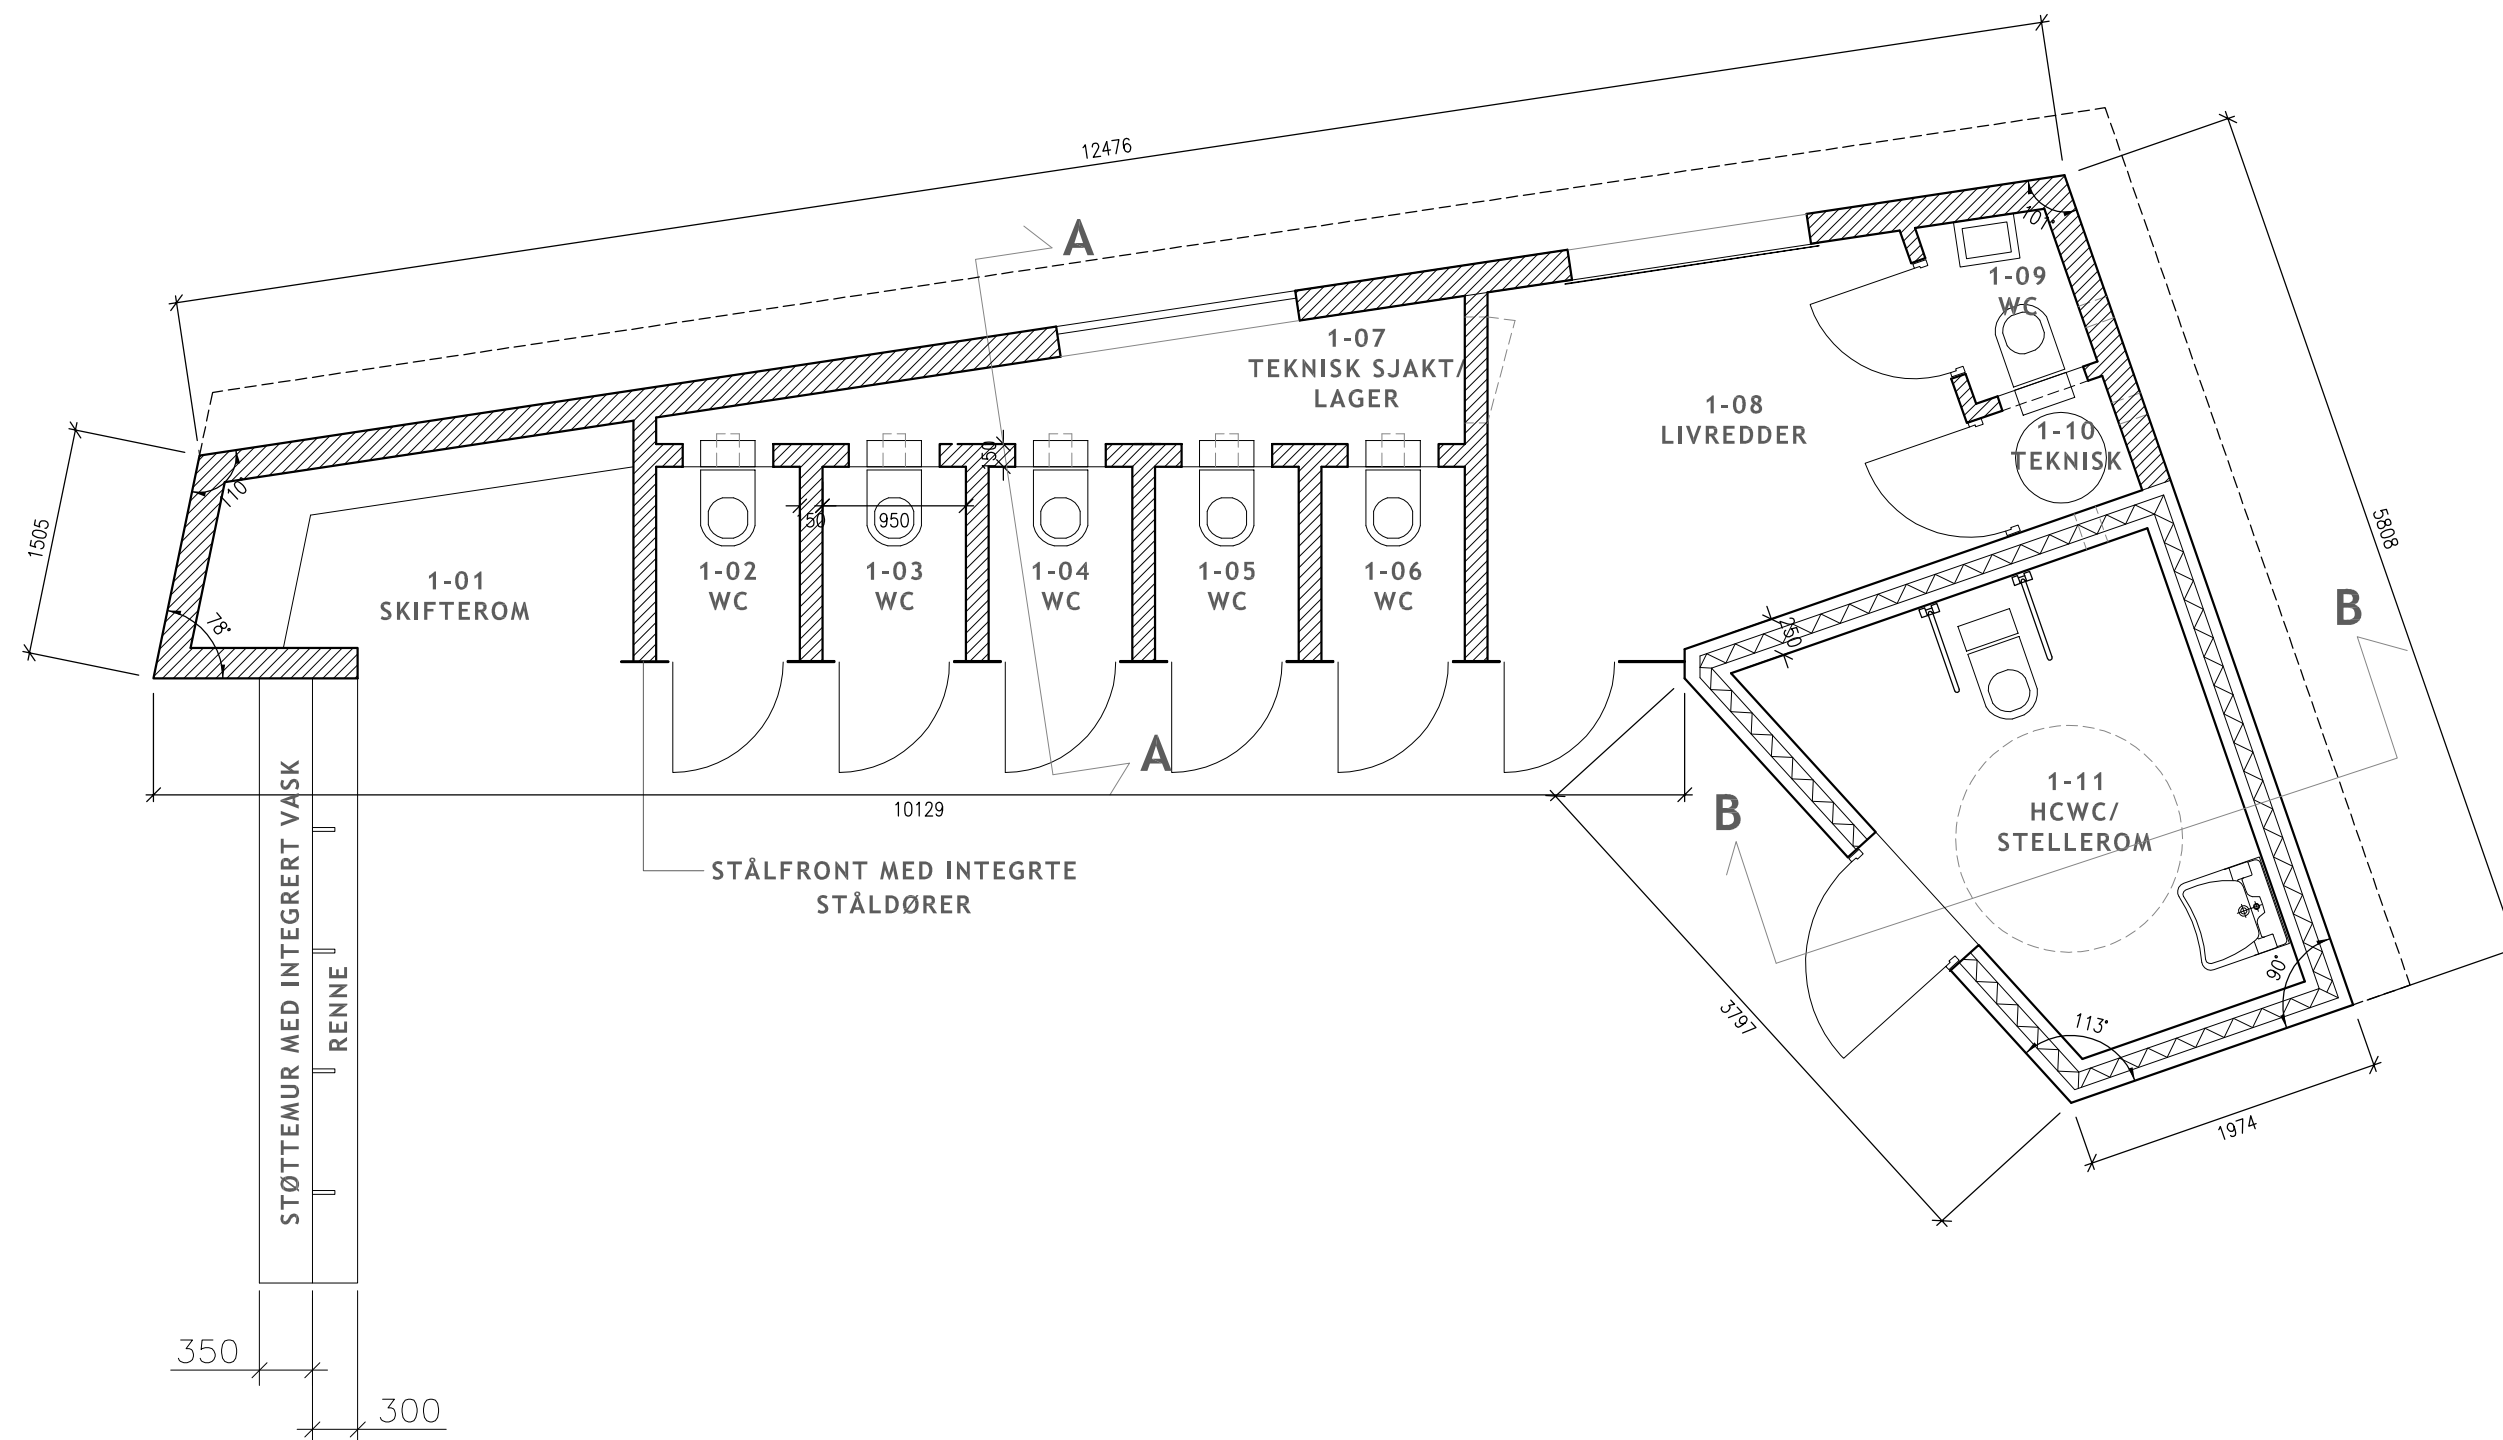 12476
A
1-09
WC
107°
1-07
TEKNISK SJAKT/
LAGER
1-08
LIVREDDER
1-10
TEKNISK
1505
110°
78°
150
150
950
5808
1-01
SKIFTEROM
1-02
WC
1-03
WC
1-04
WC
1-05
WC
1-06
WC
B
250
A
10129
B
1-11
HCWC/
STELLEROM
STÅLFRONT MED INTEGRTE
STÅLDØRER
STØTTEMUR MED INTEGRERT VASK
RENNE
3797
90°
113°
1974
350
300